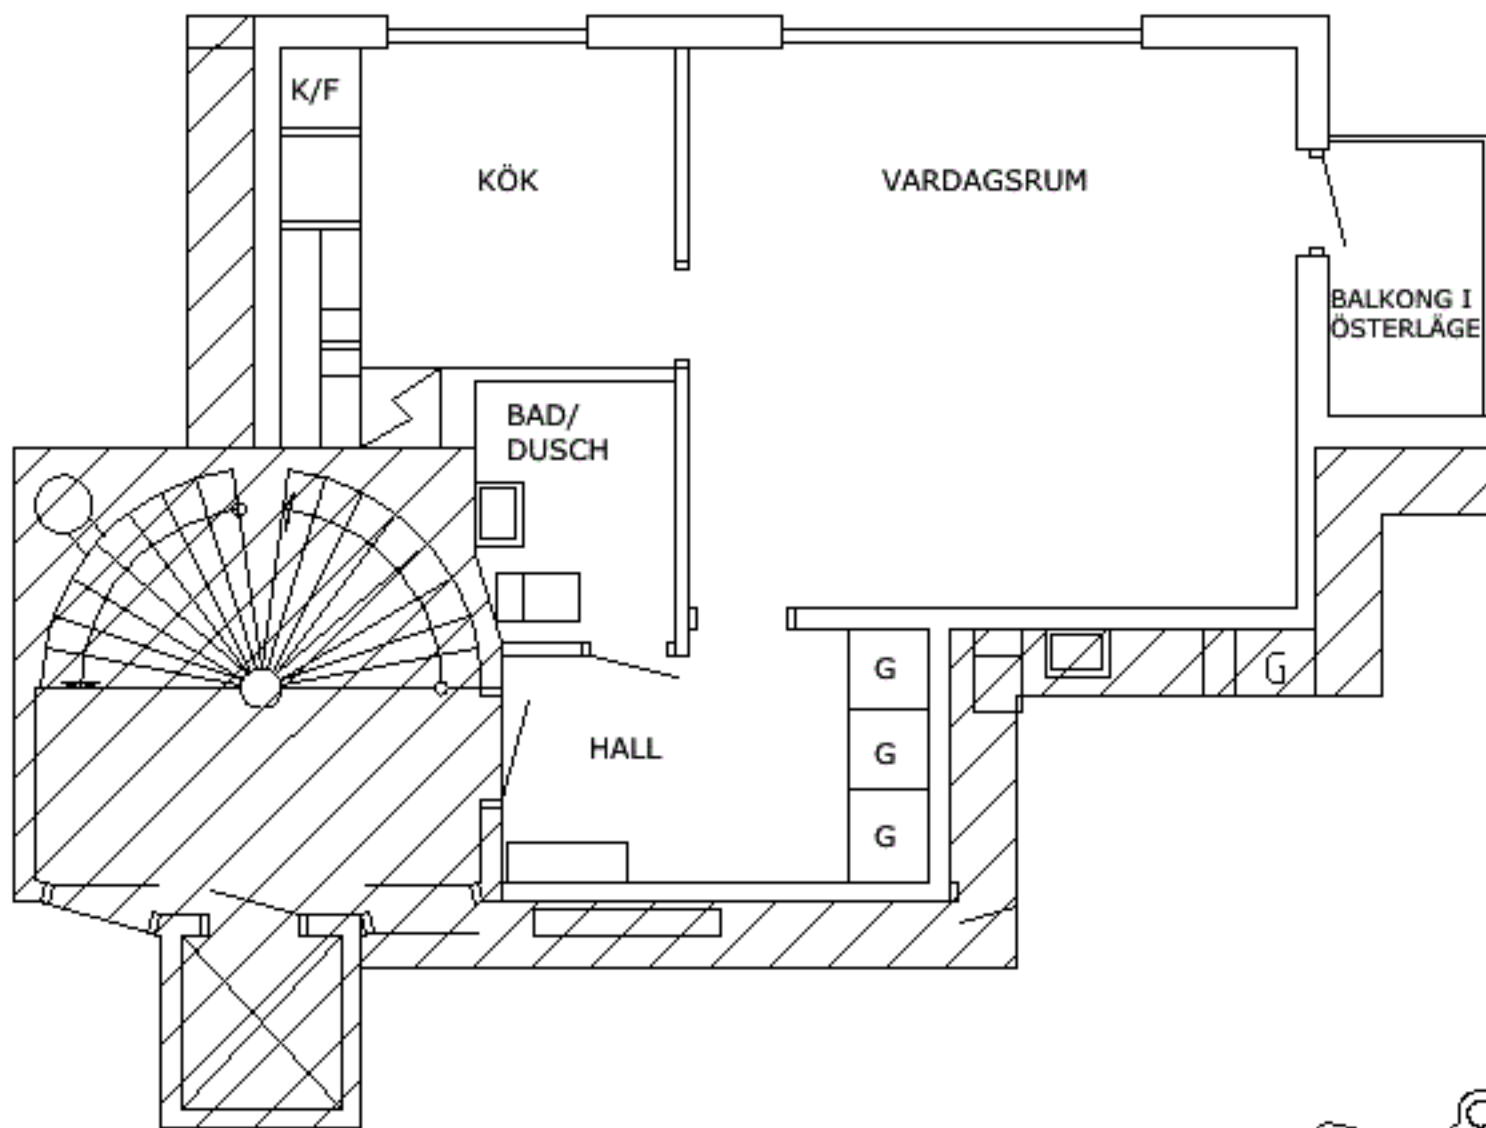 K/F
KÖK
VARDAGSRUM
BALKONG I
ÖSTERLÄGE
BAD/
DUSCH
G
G
HALL
G
G